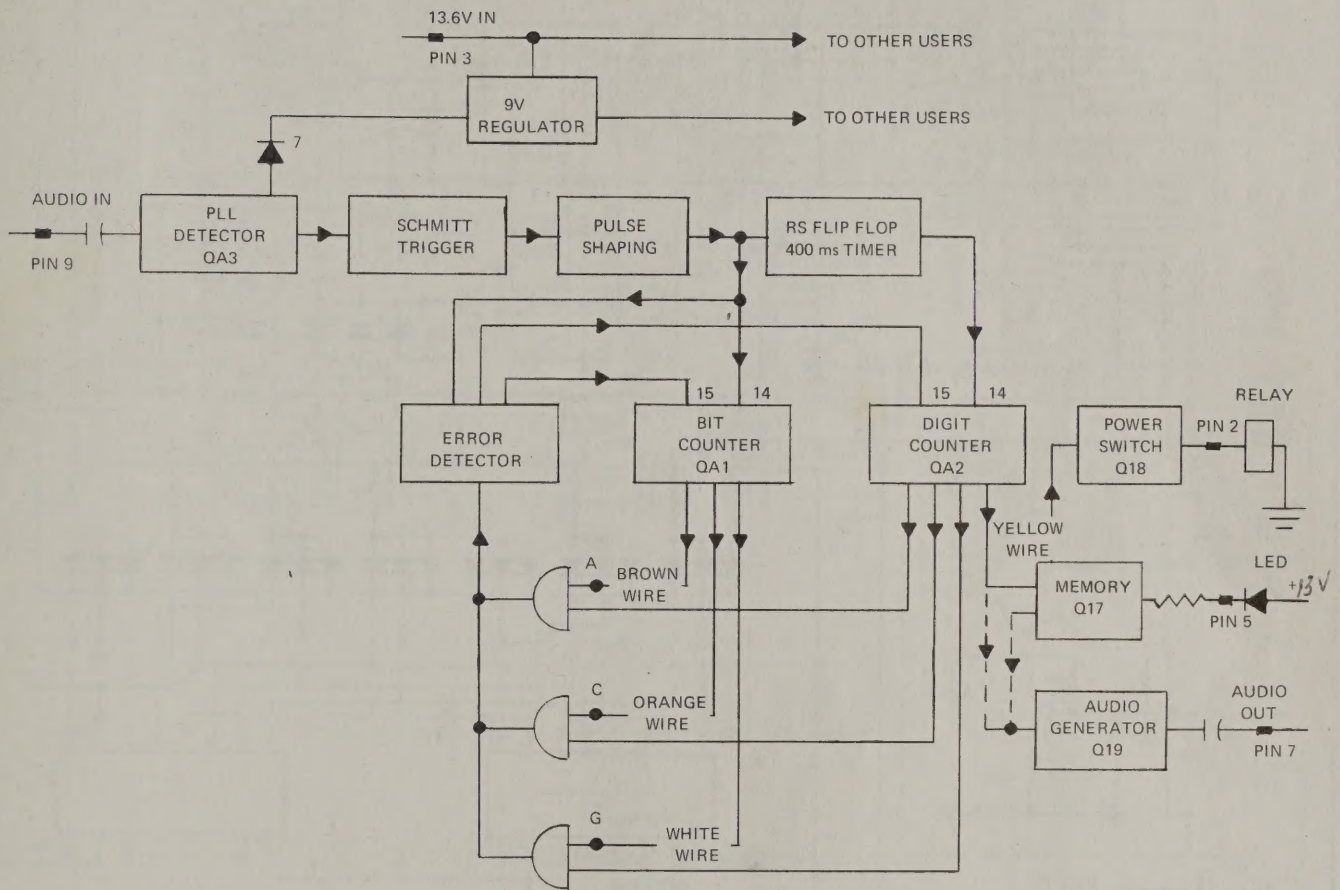 13.6V IN
PIN 3
TO OTHER USERS
9V
REGULATOR
TO OTHER USERS
7
AUDIO IN
PIN 9
PLL
DETECTOR
QA3
SCHMITT
TRIGGER
PULSE
SHAPING
RS FLIP FLOP
400 ms TIMER
ERROR
DETECTOR
15 14
BIT
COUNTER
QA1
15 14
DIGIT
COUNTER
QA2
POWER
SWITCH
Q18
PIN 2
RELAY
YELLOW
WIRE
MEMORY
Q17
LED
+13V
PIN 5
A
BROWN
WIRE
C
ORANGE
WIRE
AUDIO
GENERATOR
Q19
AUDIO
OUT
PIN 7
G
WHITE
WIRE